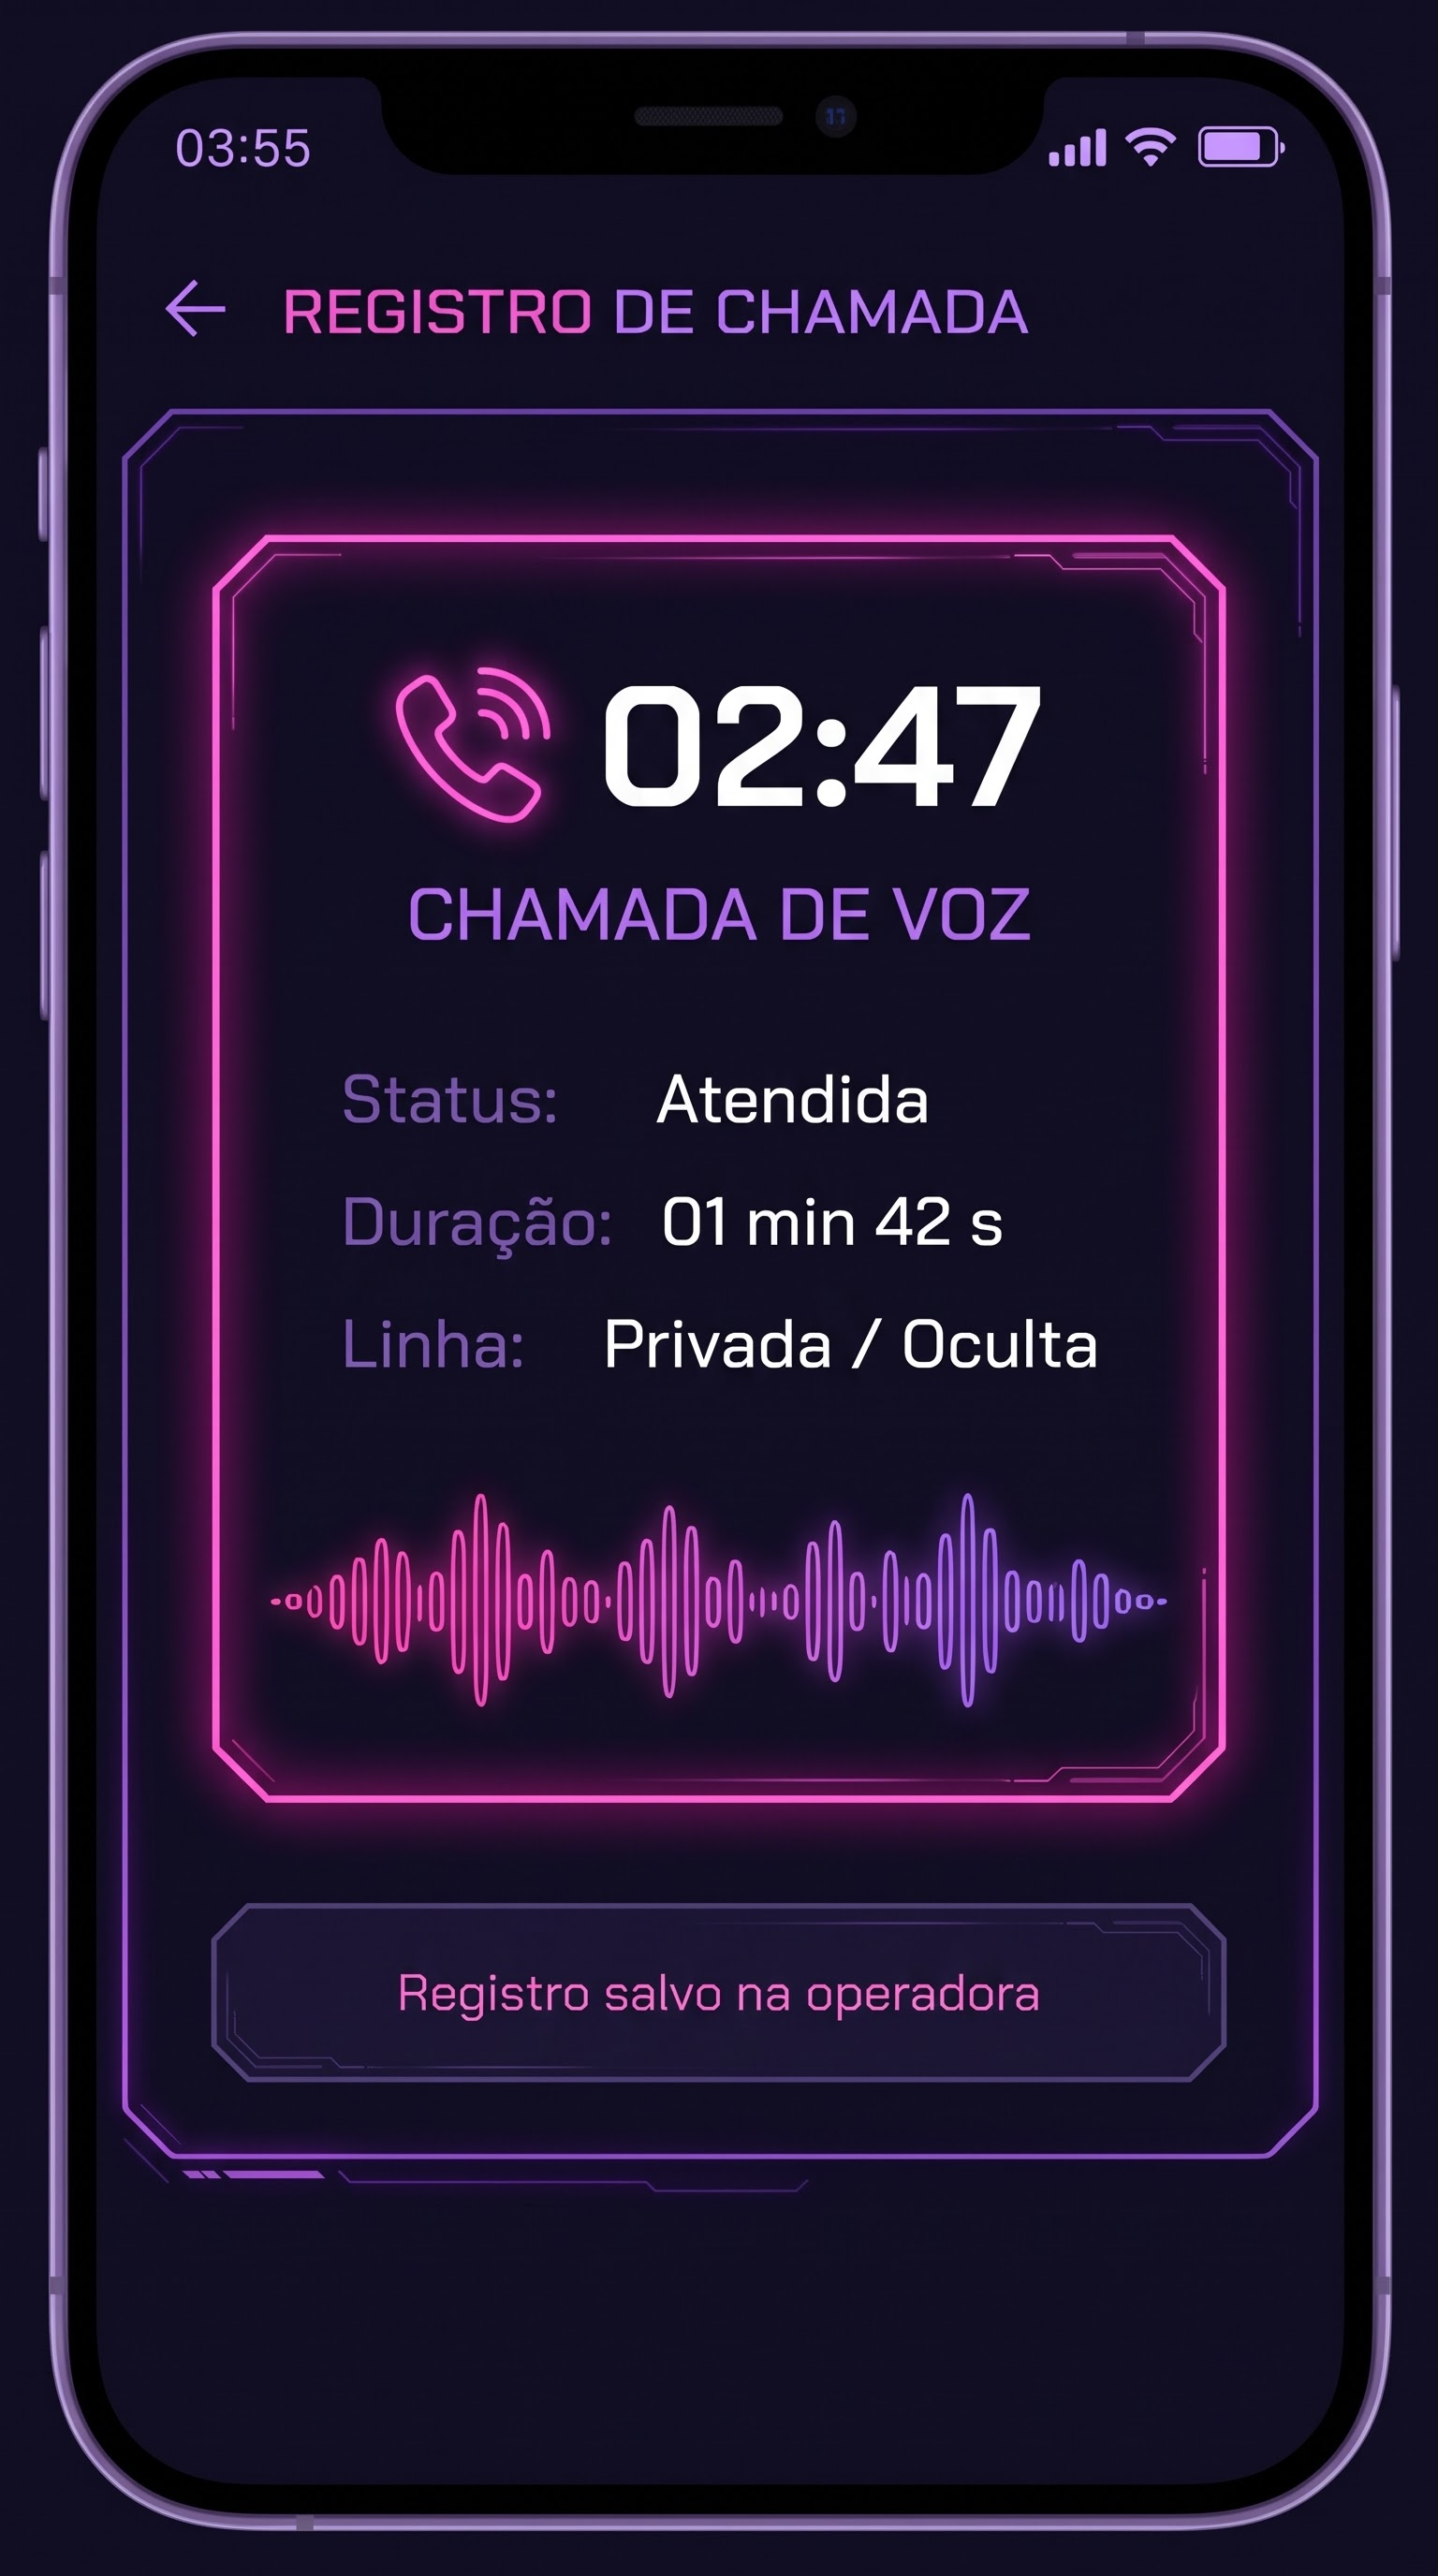 03:55
REGISTRO DE CHAMADA
02:47
CHAMADA DE VOZ
Status: Atendida
Duração: 01 min 42 s
Linha: Privada / Oculta
Registro salvo na operadora